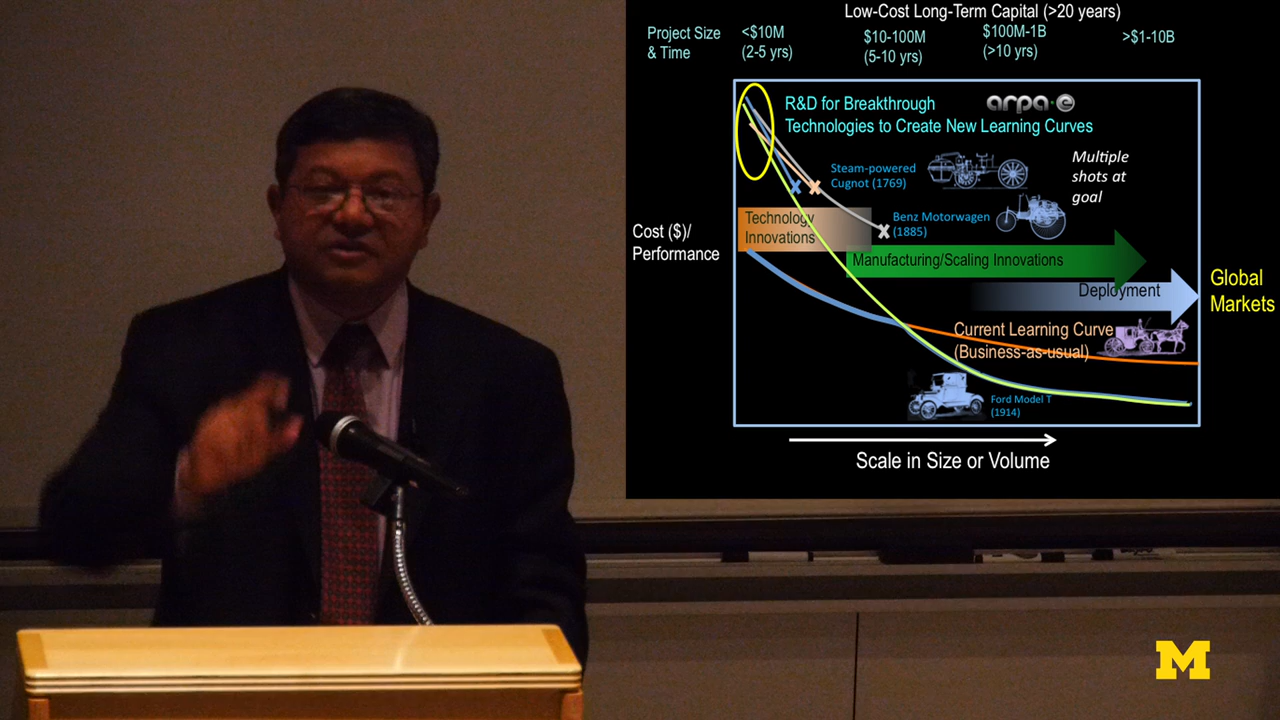 Low-Cost Long-Term Capital (>20 years)
Project Size
& Time
<$10M
(2-5 yrs)
$10-100M
(5-10 yrs)
$100M-1B
(>10 yrs)
>$1-10B
R&D for Breakthrough
Technologies to Create New Learning Curves
arpa·e
Steam-powered
Cugnot (1769)
Multiple
shots at
goal
Benz Motorwagen
(1885)
Technology
Innovations
Cost ($)/
Performance
Manufacturing/Scaling Innovations
Deployment
Global
Markets
Current Learning Curve
(Business-as-usual)
Ford Model T
(1914)
Scale in Size or Volume
M